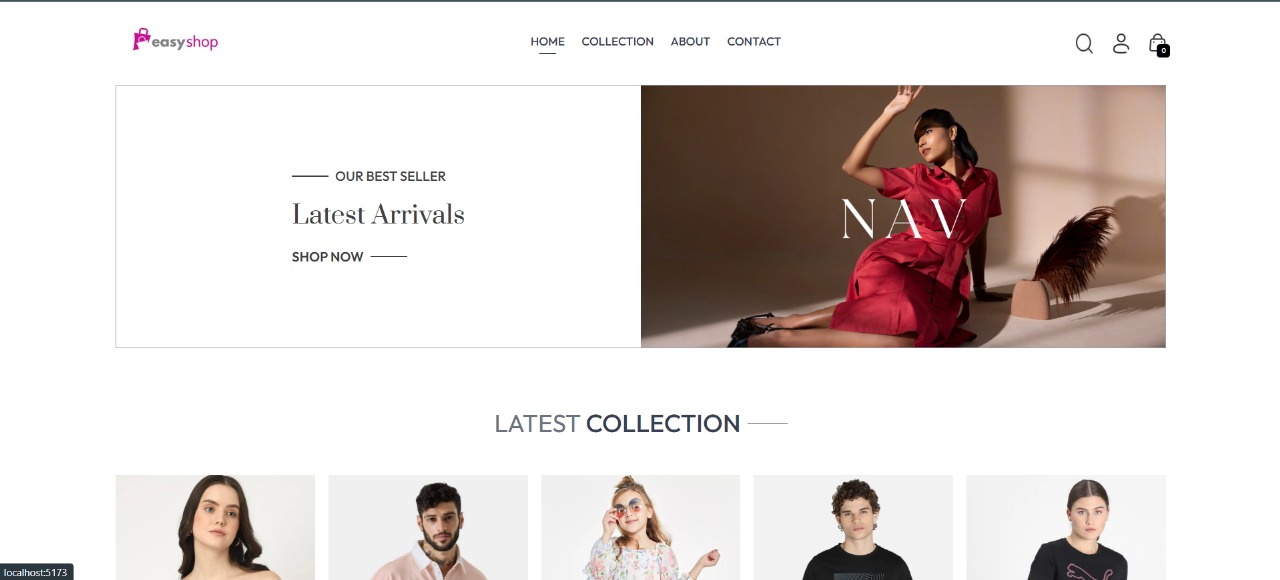 easyshop
HOME COLLECTION ABOUT CONTACT
0
OUR BEST SELLER
Latest Arrivals
SHOP NOW
NAV
LATEST COLLECTION
localhost:5173